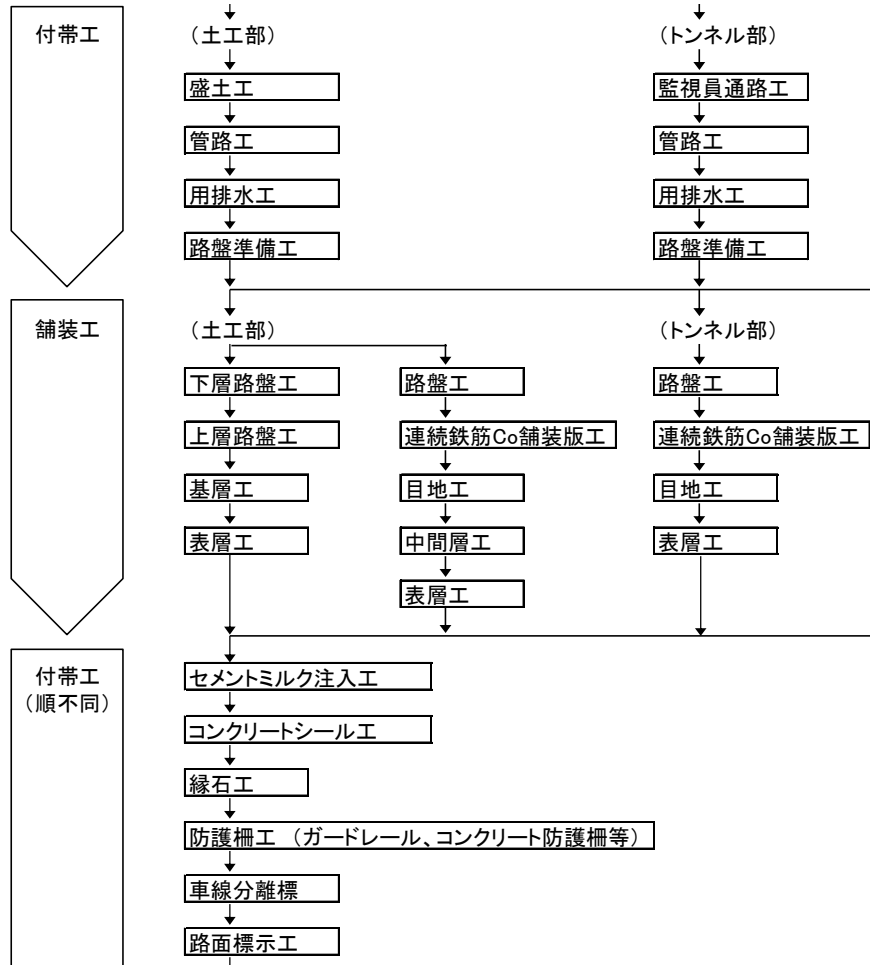 付帯工
（土工部）
（トンネル部）
盛土工
監視員通路工
管路工
管路工
用排水工
用排水工
路盤準備工
路盤準備工
舗装工
（土工部）
（トンネル部）
下層路盤工
路盤工
路盤工
上層路盤工
連続鉄筋Co舗装版工
連続鉄筋Co舗装版工
基層工
目地工
目地工
表層工
中間層工
表層工
表層工
付帯工
（順不同）
セメントミルク注入工
コンクリートシール工
縁石工
防護柵工　（ガードレール、コンクリート防護柵等）
車線分離標
路面標示工